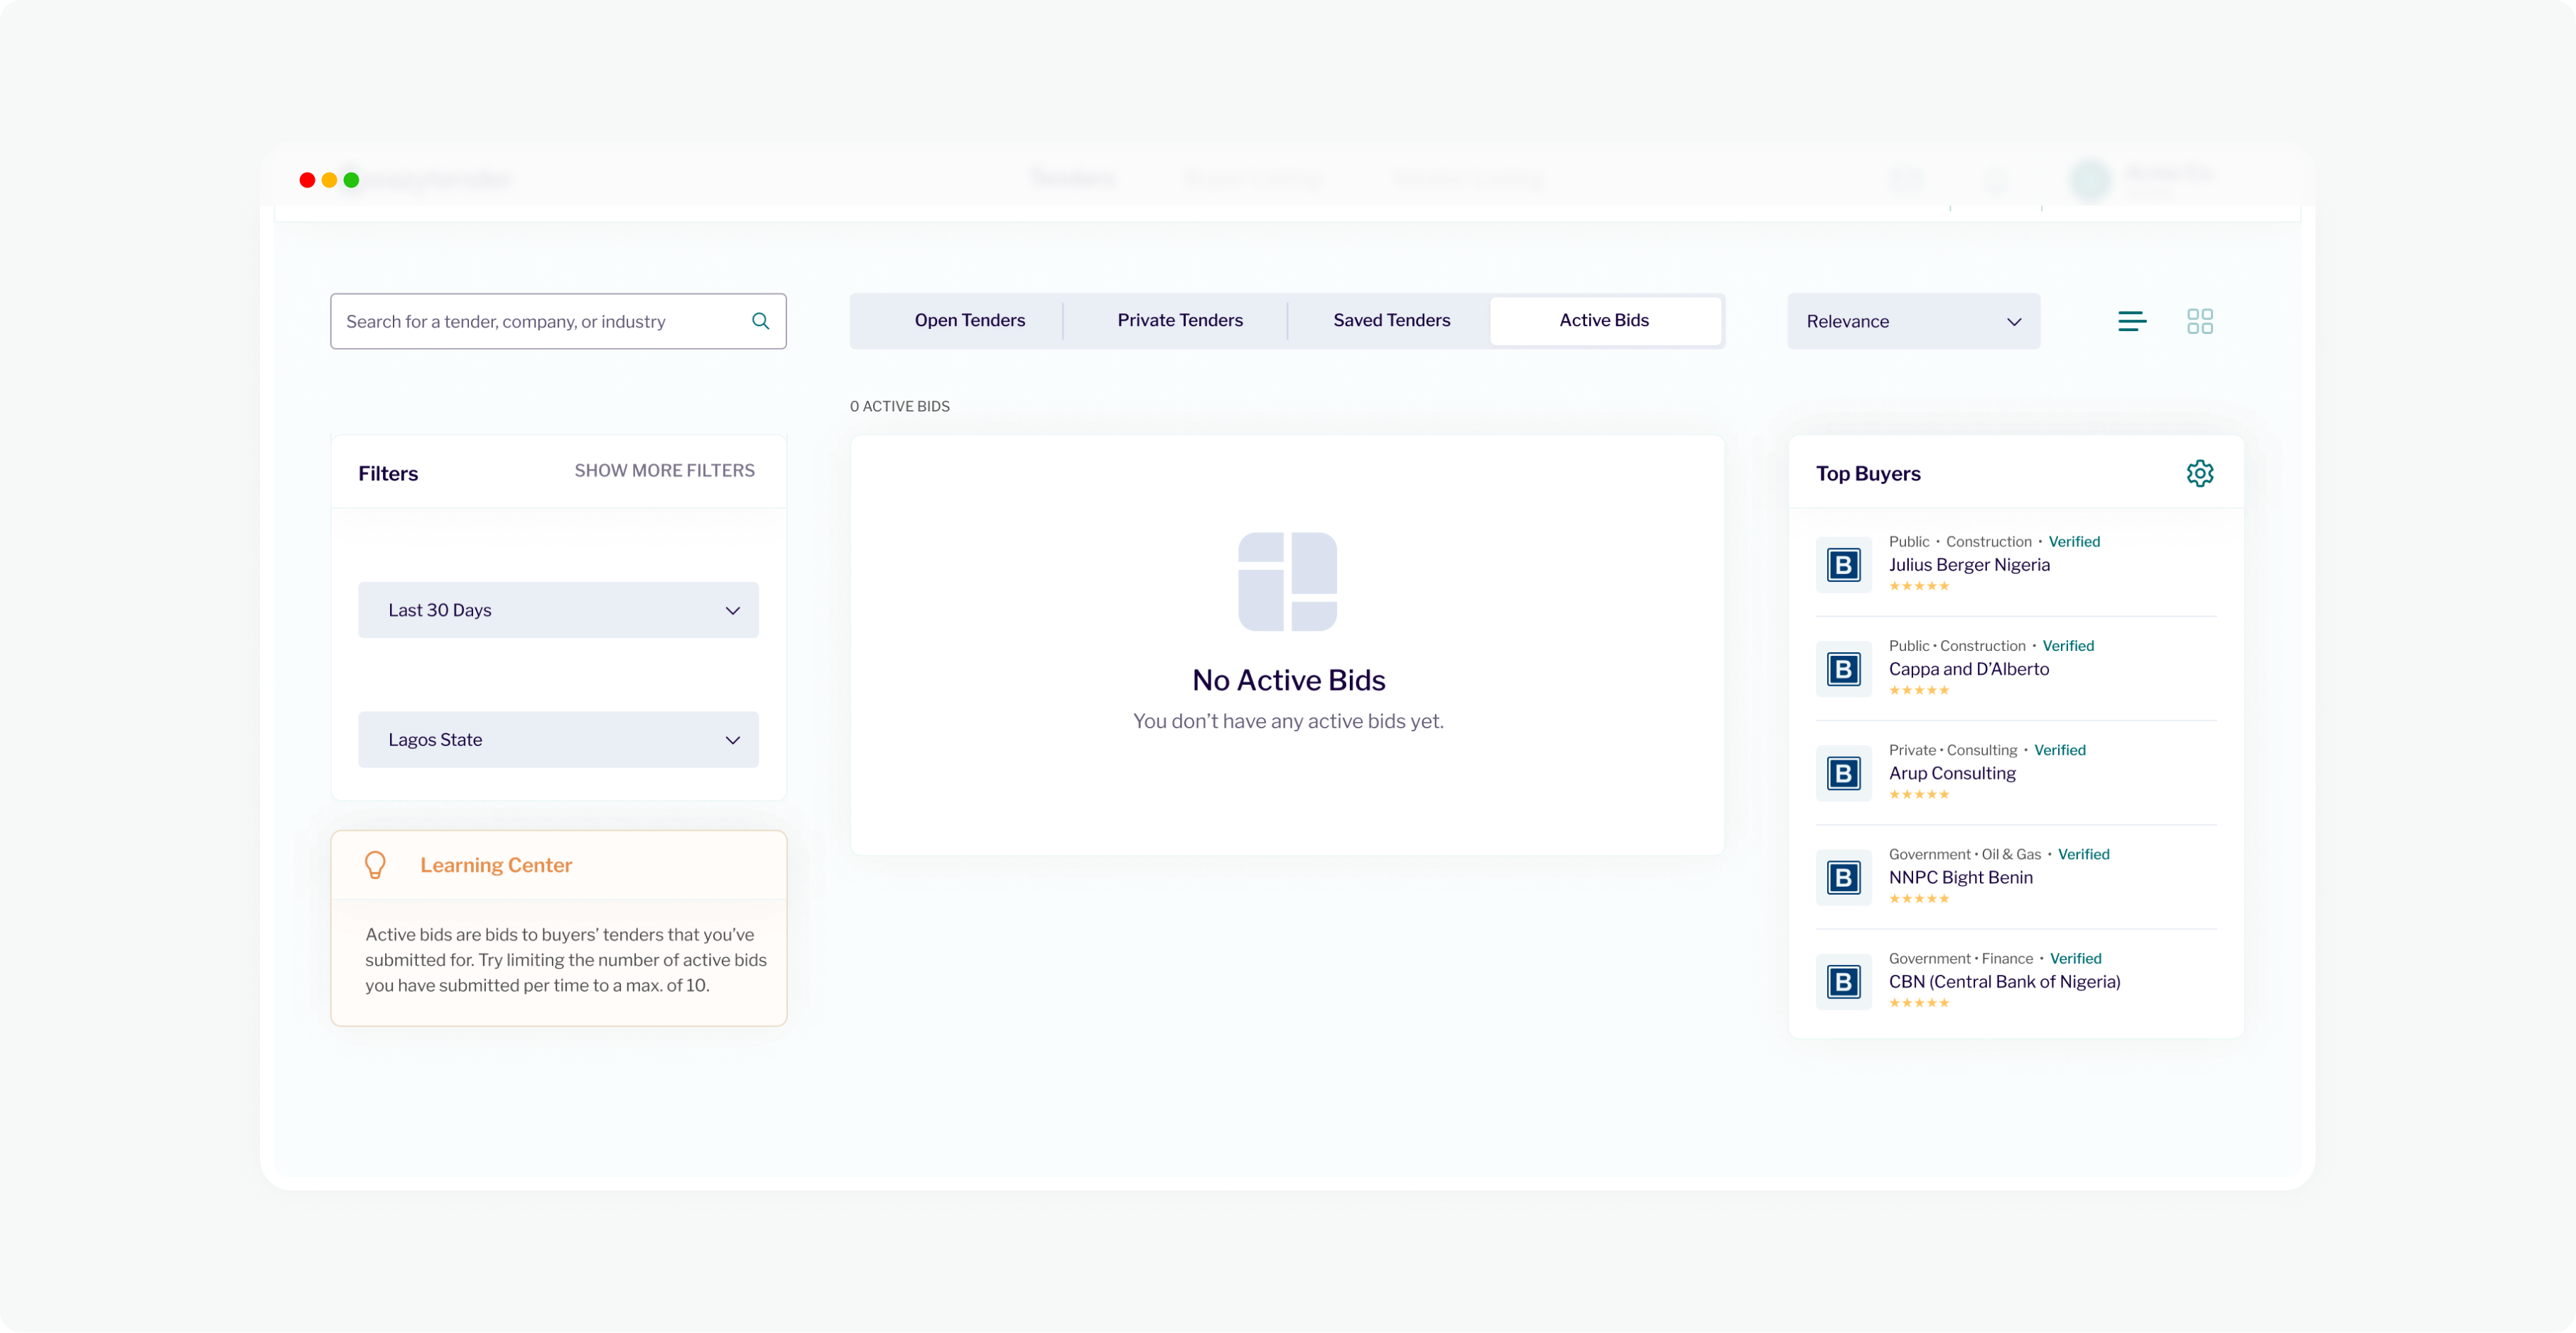 Tenders
Search for a tender, company, or industry
Open Tenders
Private Tenders
Saved Tenders
Active Bids
Relevance
0 ACTIVE BIDS
Filters
SHOW MORE FILTERS
Last 30 Days
Lagos State
Learning Center
Active bids are bids to buyers’ tenders that you’ve
submitted for. Try limiting the number of active bids
you have submitted per time to a max. of 10.
No Active Bids
You don’t have any active bids yet.
Top Buyers
B
Public • Construction • Verified
Julius Berger Nigeria
B
Public • Construction • Verified
Cappa and D’Alberto
B
Private • Consulting • Verified
Arup Consulting
B
Government • Oil & Gas • Verified
NNPC Bight Benin
B
Government • Finance • Verified
CBN (Central Bank of Nigeria)